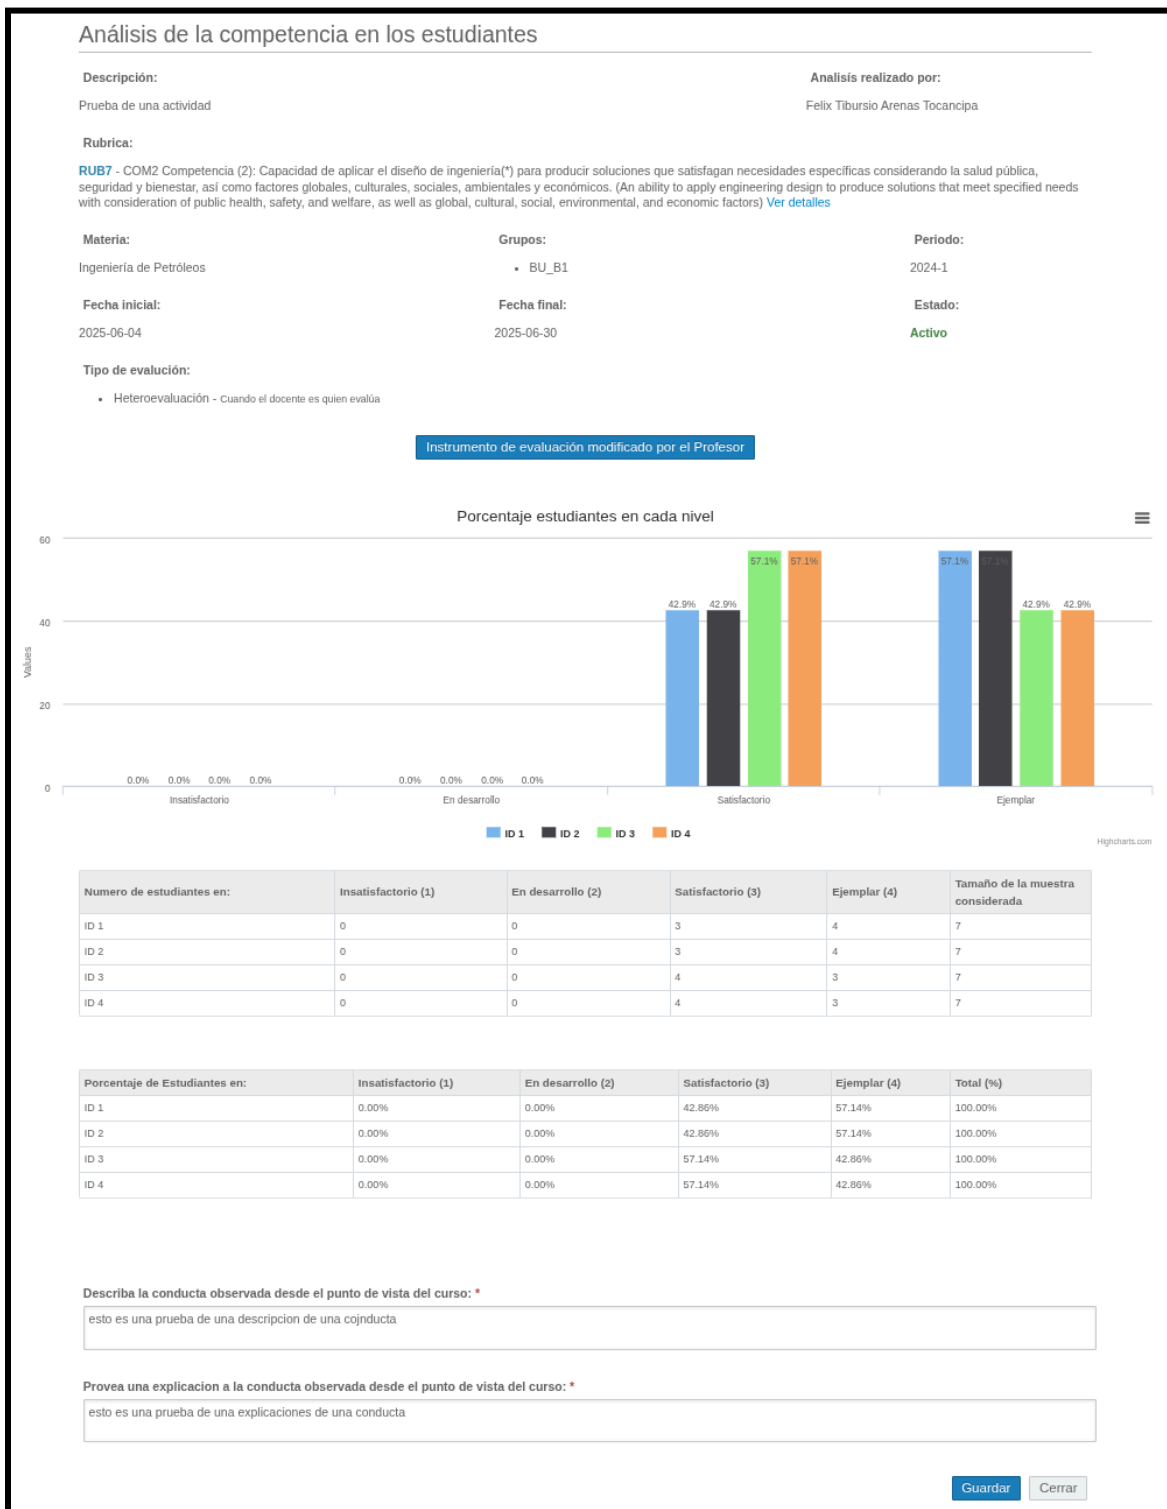 Análisis de la competencia en los estudiantes
Descripción: Analisís realizado por:
Prueba de una actividad Felix Tibursio Arenas Tocancipa
Rubrica:
RUB7 - COM2 Competencia (2): Capacidad de aplicar el diseño de ingeniería(*) para producir soluciones que satisfagan necesidades específicas considerando la salud pública,
seguridad y bienestar, así como factores globales, culturales, sociales, ambientales y económicos. (An ability to apply engineering design to produce solutions that meet specified needs
with consideration of public health, safety, and welfare, as well as global, cultural, social, environmental, and economic factors) Ver detalles
Materia: Grupos: Periodo:
Ingeniería de Petróleos • BU_B1 2024-1
Fecha inicial: Fecha final: Estado:
2025-06-04 2025-06-30 Activo
Tipo de evalución:
• Heteroevaluación - Cuando el docente es quien evalúa
Instrumento de evaluación modificado por el Profesor
Porcentaje estudiantes en cada nivel
60
57.1% 57.1% 57.1% 57.1%
42.9% 42.9% 42.9% 42.9%
40
Values
20
0.0% 0.0% 0.0% 0.0% 0.0% 0.0% 0.0% 0.0%
0
Insatisfactorio En desarrollo Satisfactorio Ejemplar
ID 1 ID 2 ID 3 ID 4
Highcharts.com
Numero de estudiantes en: Insatisfactorio (1) En desarrollo (2) Satisfactorio (3) Ejemplar (4) Tamaño de la muestra considerada
ID 1 0 0 3 4 7
ID 2 0 0 3 4 7
ID 3 0 0 4 3 7
ID 4 0 0 4 3 7
Porcentaje de Estudiantes en: Insatisfactorio (1) En desarrollo (2) Satisfactorio (3) Ejemplar (4) Total (%)
ID 1 0.00% 0.00% 42.86% 57.14% 100.00%
ID 2 0.00% 0.00% 42.86% 57.14% 100.00%
ID 3 0.00% 0.00% 57.14% 42.86% 100.00%
ID 4 0.00% 0.00% 57.14% 42.86% 100.00%
Describa la conducta observada desde el punto de vista del curso: *
esto es una prueba de una descripcion de una cojnducta
Provea una explicacion a la conducta observada desde el punto de vista del curso: *
esto es una prueba de una explicaciones de una conducta
Guardar Cerrar